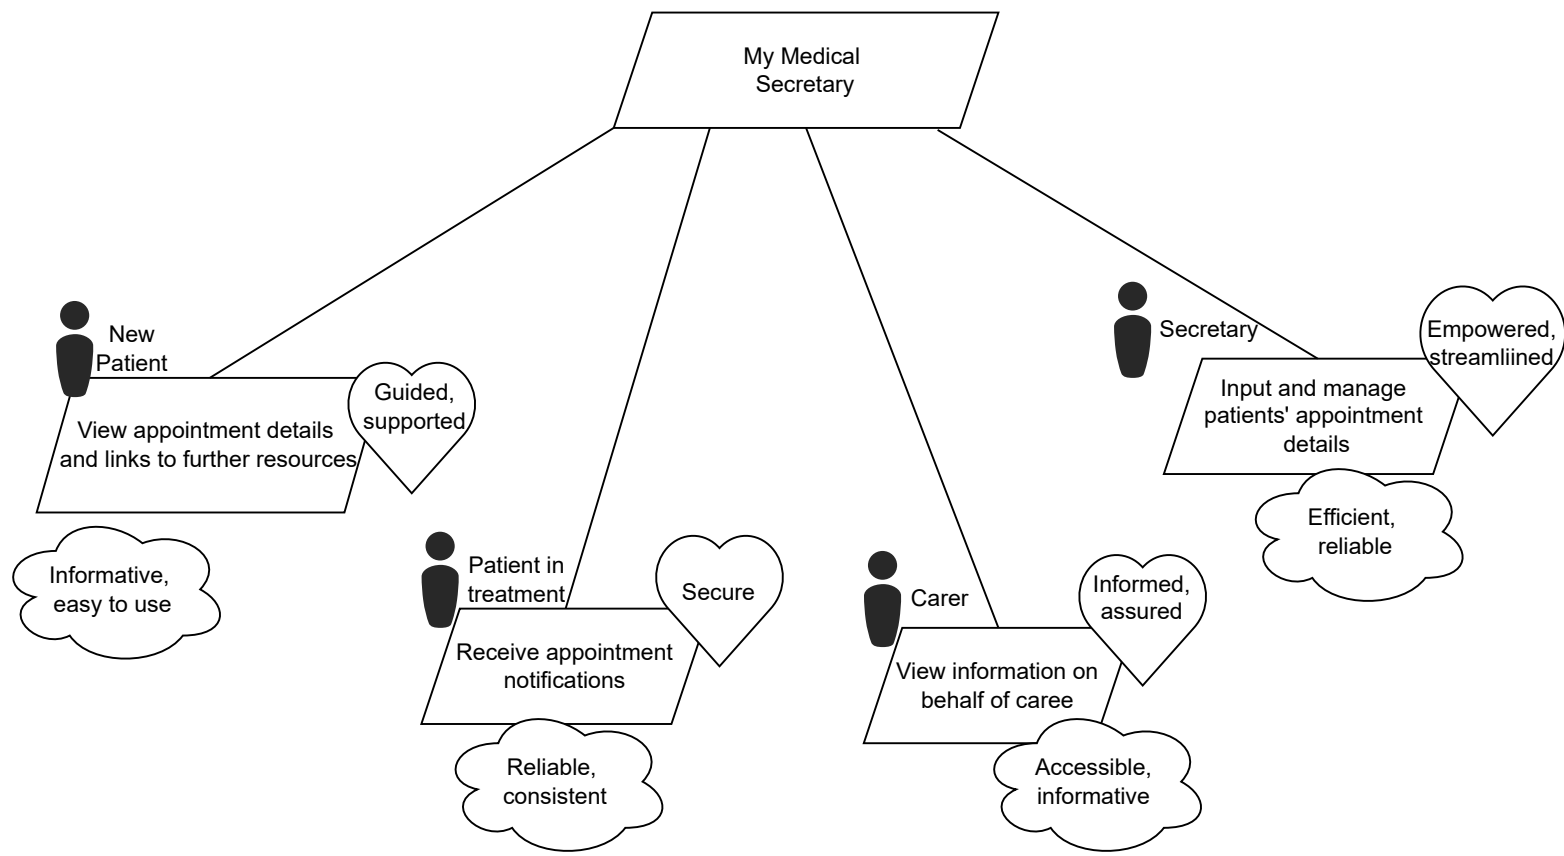 My Medical
Secretary
New
Patient
Guided,
supported
View appointment details
and links to further resources
Informative,
easy to use
Patient in
treatment
Secure
Receive appointment
notifications
Reliable,
consistent
Carer
Informed,
assured
View information on
behalf of caree
Accessible,
informative
Secretary
Empowered,
streamliined
Input and manage
patients' appointment
details
Efficient,
reliable